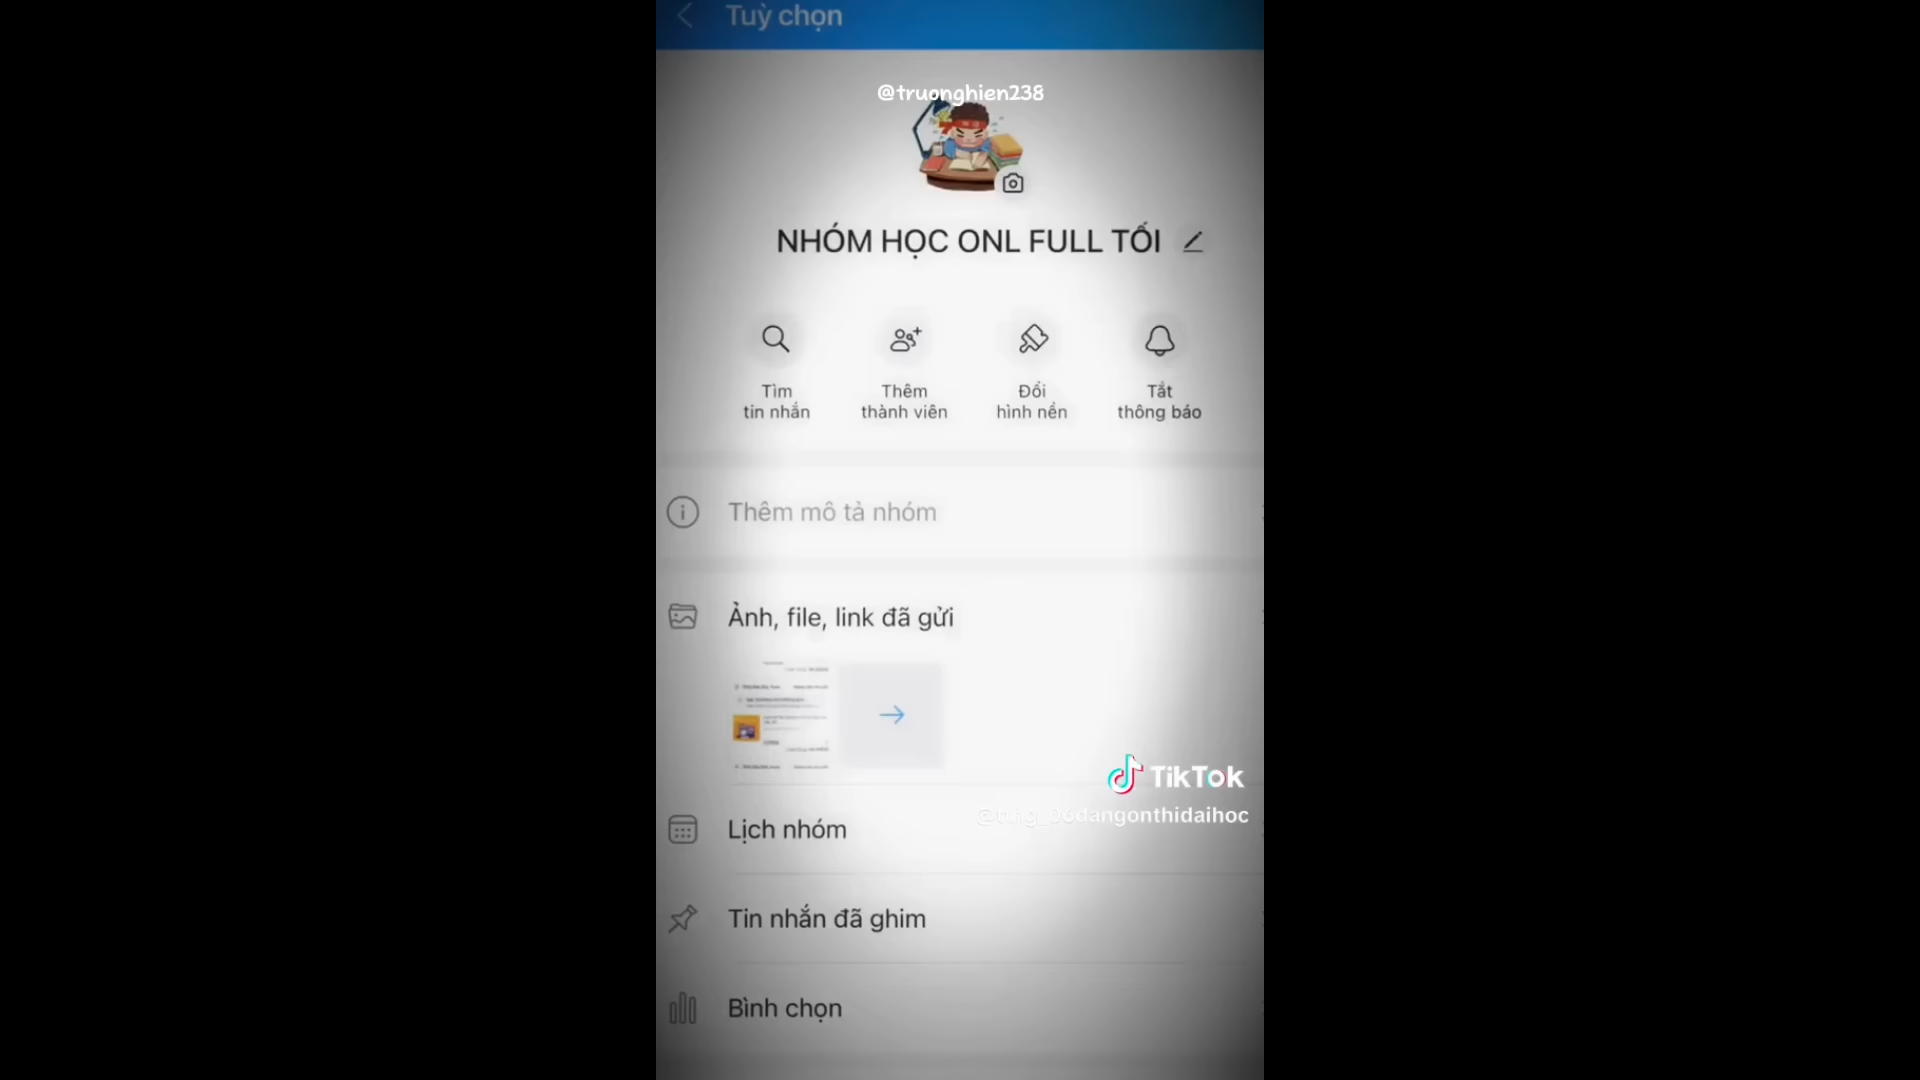 Tuỳ chọn
@truonghien238
NHÓM HỌC ONL FULL TỐI
Tìm
tin nhắn
Thêm
thành viên
Đổi
hình nền
Tắt
thông báo
Thêm mô tả nhóm
Ảnh, file, link đã gửi
TikTok
Lịch nhóm
Tin nhắn đã ghim
Bình chọn